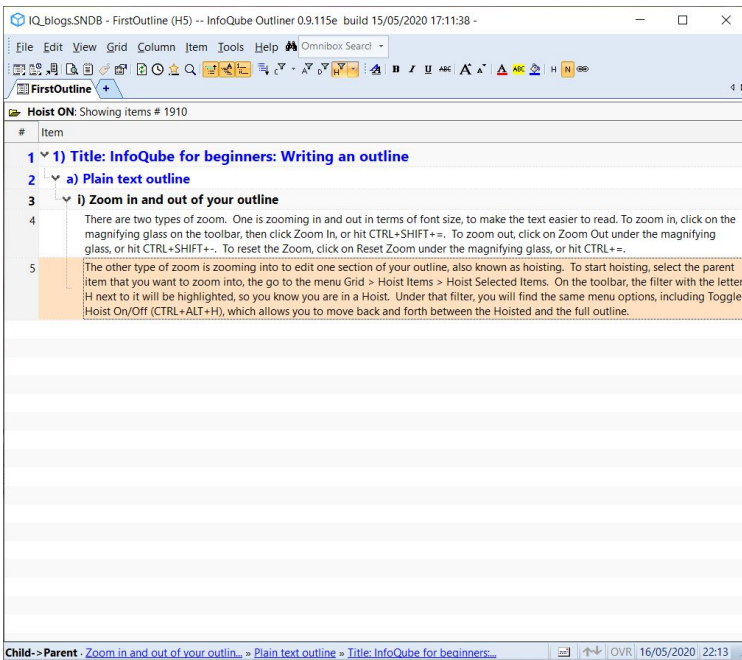 IQ_blogs.SNDB - FirstOutline (H5) -- InfoQube Outliner 0.9.115e  build 15/05/2020 17:11:38 -
File Edit View Grid Column Item Tools Help Omnibox Search
B I U ABC A A A ABC H N
FirstOutline +
Hoist ON: Showing items # 1910
# Item
1 1) Title: InfoQube for beginners: Writing an outline
2 a) Plain text outline
3 i) Zoom in and out of your outline
4 There are two types of zoom.  One is zooming in and out in terms of font size, to make the text easier to read. To zoom in, click on the
magnifying glass on the toolbar, then click Zoom In, or hit CTRL+SHIFT+=.  To zoom out, click on Zoom Out under the magnifying
glass, or hit CTRL+SHIFT+-.  To reset the Zoom, click on Reset Zoom under the magnifying glass, or hit CTRL+=.
5 The other type of zoom is zooming into to edit one section of your outline, also known as hoisting.  To start hoisting, select the parent
item that you want to zoom into, the go to the menu Grid > Hoist Items > Hoist Selected Items.  On the toolbar, the filter with the letter
H next to it will be highlighted, so you know you are in a Hoist.  Under that filter, you will find the same menu options, including Toggle
Hoist On/Off (CTRL+ALT+H), which allows you to move back and forth between the Hoisted and the full outline.
Child->Parent · Zoom in and out of your outlin... » Plain text outline » Title: InfoQube for beginners:... OVR 16/05/2020 22:13